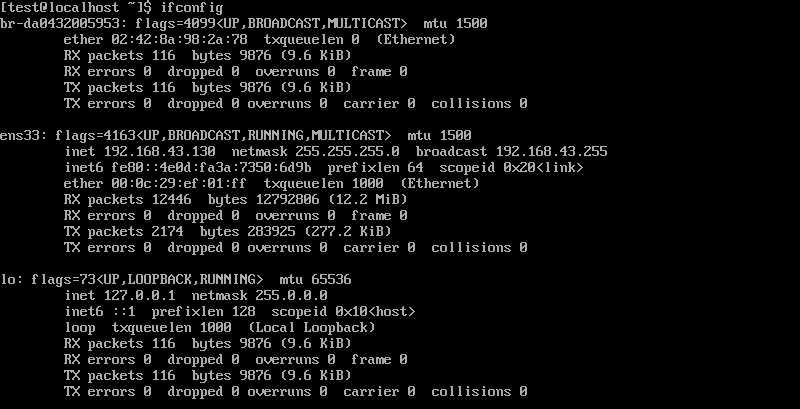 [test@localhost ~]$ ifconfig
br-da0432005953: flags=4099<UP,BROADCAST,MULTICAST>  mtu 1500
        ether 02:42:8a:98:2a:78  txqueuelen 0  (Ethernet)
        RX packets 116  bytes 9876 (9.6 KiB)
        RX errors 0  dropped 0  overruns 0  frame 0
        TX packets 116  bytes 9876 (9.6 KiB)
        TX errors 0  dropped 0 overruns 0  carrier 0  collisions 0

ens33: flags=4163<UP,BROADCAST,RUNNING,MULTICAST>  mtu 1500
        inet 192.168.43.130  netmask 255.255.255.0  broadcast 192.168.43.255
        inet6 fe80::4e0d:fa3a:7350:6d9b  prefixlen 64  scopeid 0x20<link>
        ether 00:0c:29:ef:01:ff  txqueuelen 1000  (Ethernet)
        RX packets 12446  bytes 12792806 (12.2 MiB)
        RX errors 0  dropped 0  overruns 0  frame 0
        TX packets 2174  bytes 283925 (277.2 KiB)
        TX errors 0  dropped 0 overruns 0  carrier 0  collisions 0

lo: flags=73<UP,LOOPBACK,RUNNING>  mtu 65536
        inet 127.0.0.1  netmask 255.0.0.0
        inet6 ::1  prefixlen 128  scopeid 0x10<host>
        loop  txqueuelen 1000  (Local Loopback)
        RX packets 116  bytes 9876 (9.6 KiB)
        RX errors 0  dropped 0  overruns 0  frame 0
        TX packets 116  bytes 9876 (9.6 KiB)
        TX errors 0  dropped 0 overruns 0  carrier 0  collisions 0